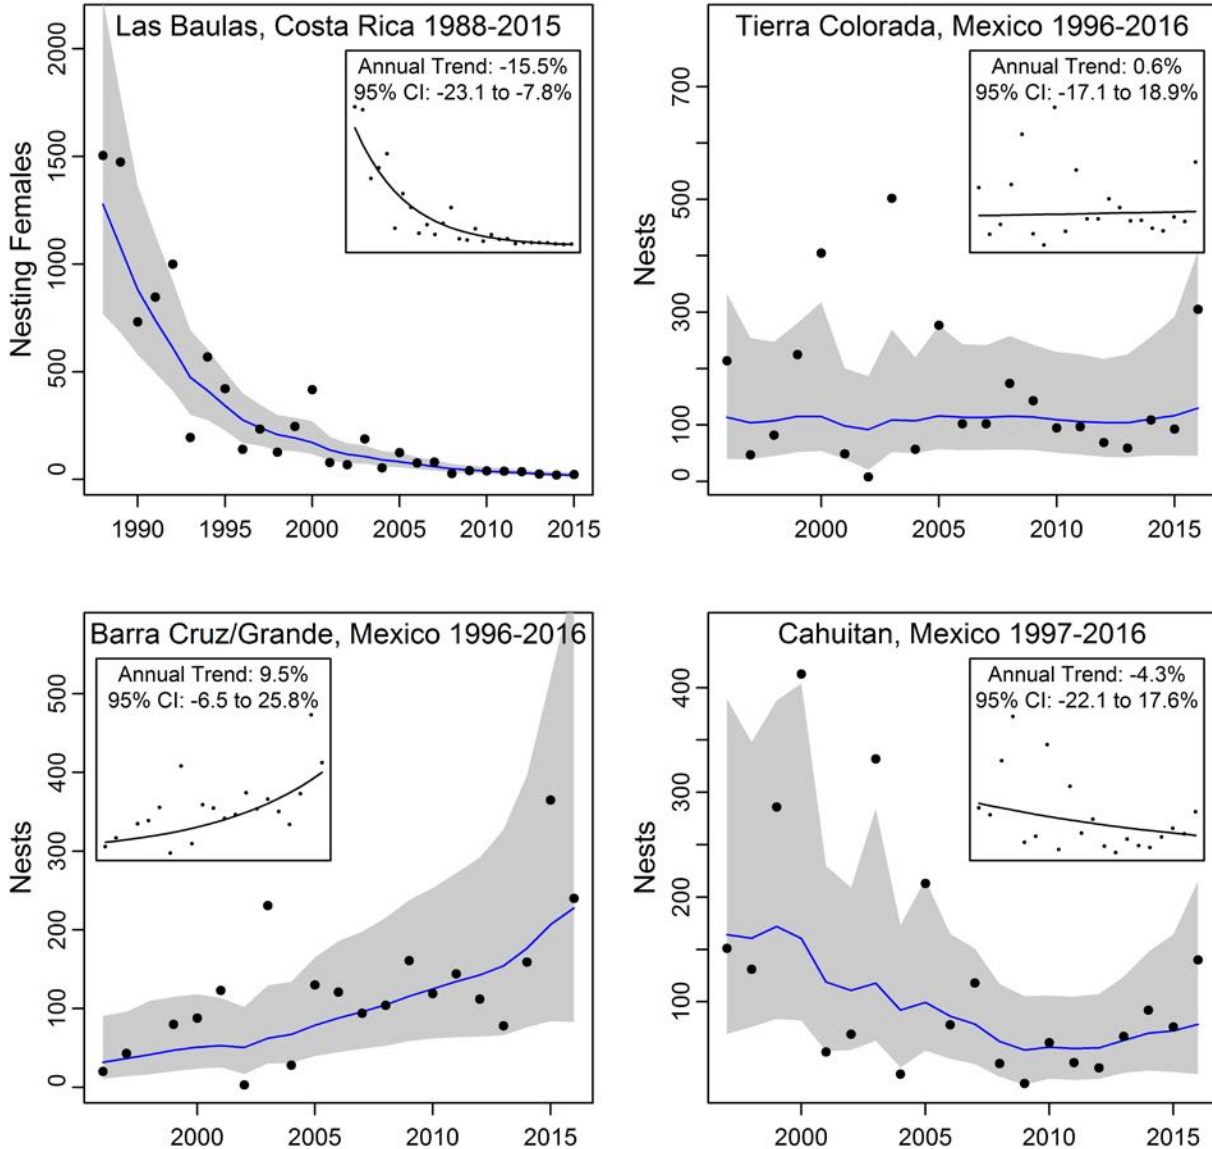 Las Baulas, Costa Rica 1988-2015
Annual Trend: -15.5%
95% CI: -23.1 to -7.8%
Nesting Females
2000
1500
1000
500
0
1990 1995 2000 2005 2010 2015
Tierra Colorada, Mexico 1996-2016
Annual Trend: 0.6%
95% CI: -17.1 to 18.9%
Nests
700
500
300
100
0
2000 2005 2010 2015
Barra Cruz/Grande, Mexico 1996-2016
Annual Trend: 9.5%
95% CI: -6.5 to 25.8%
Nests
500
400
300
200
100
0
2000 2005 2010 2015
Cahuitan, Mexico 1997-2016
Annual Trend: -4.3%
95% CI: -22.1 to 17.6%
Nests
400
300
200
100
2000 2005 2010 2015